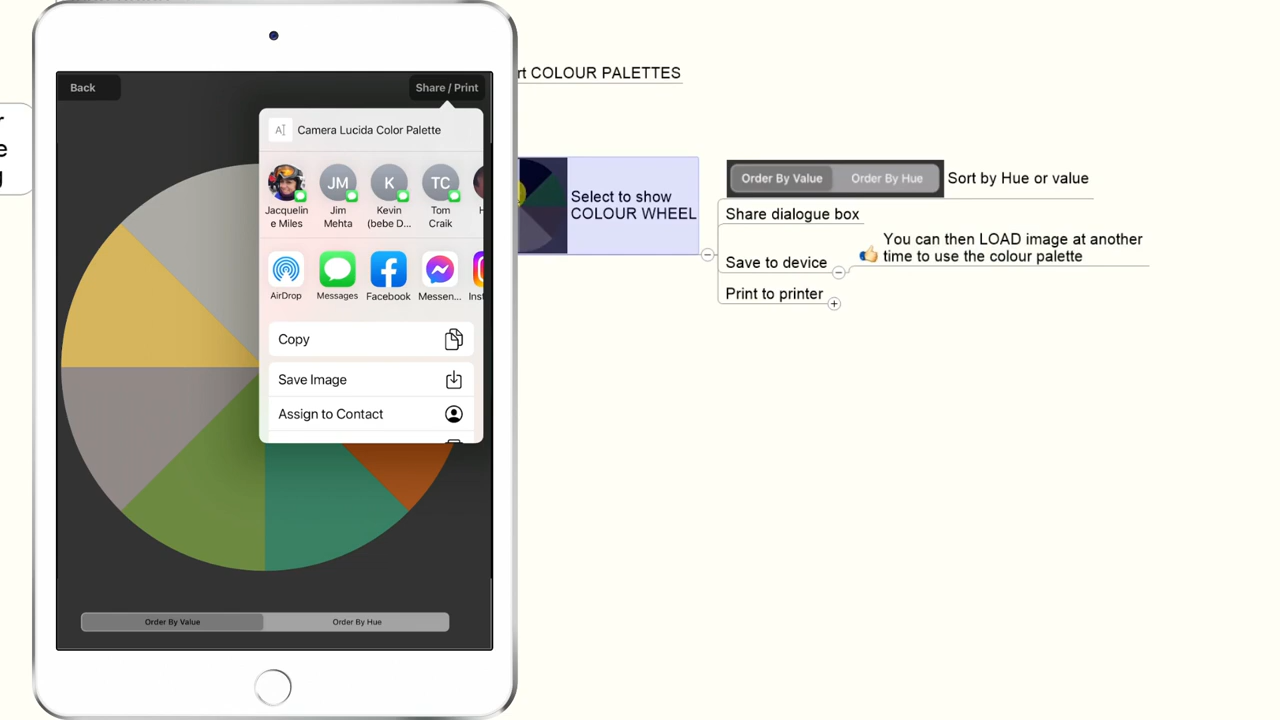 Back
Share / Print
Camera Lucida Color Palette
Jacquelin
e Miles
Jim
Mehta
Kevin
(bebe D...
Tom
Craik
JM
K
TC
H
AirDrop
Messages
Facebook
Messen...
Inst
Copy
Save Image
Assign to Contact
Order By Value
Order By Hue
r
e
g
rt COLOUR PALETTES
Select to show
COLOUR WHEEL
Order By Value
Order By Hue
Sort by Hue or value
Share dialogue box
Save to device
You can then LOAD image at another
time to use the colour palette
Print to printer